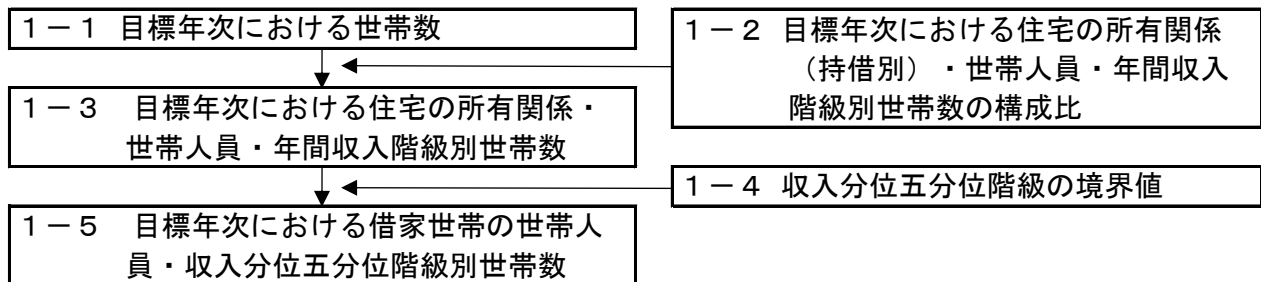 １－１ 目標年次における世帯数
１－２ 目標年次における住宅の所有関係
（持借別）・世帯人員・年間収入
階級別世帯数の構成比
１－３ 目標年次における住宅の所有関係・
世帯人員・年間収入階級別世帯数
１－４ 収入分位五分位階級の境界値
１－５ 目標年次における借家世帯の世帯人
員・収入分位五分位階級別世帯数